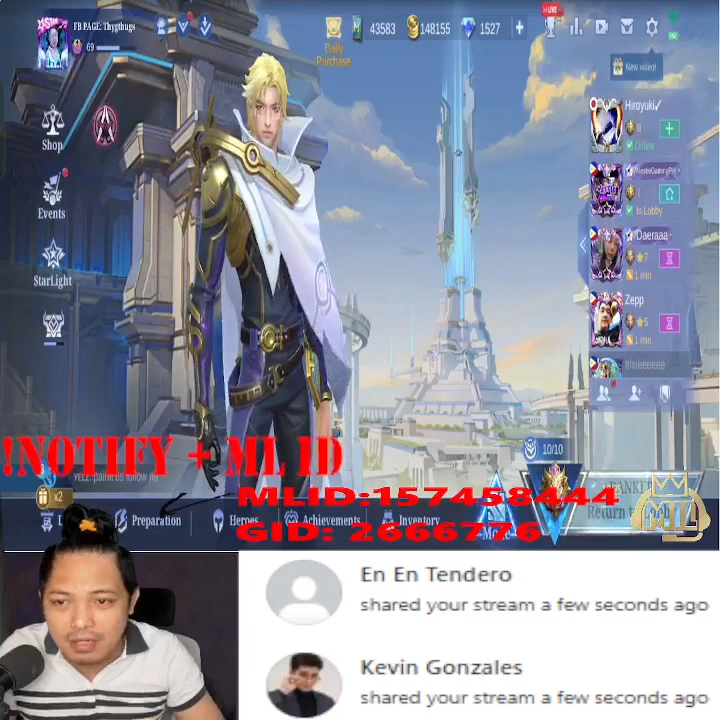 FB PAGE: Thygthugs
69
43583
148155
1527
+
LIVE
Daily
Purchase
New video!
Shop
Events
StarLight
Hiroyuki✓
Online
In Lobby
Daeraaa
7
1 min
Zepp
5
1 min
!NOTIFY + ML ID
10/10
x2
MLID:157458444
GID: 2666776
Preparation
Heroes
Achievements
Inventory
En En Tendero
shared your stream a few seconds ago
Kevin Gonzales
shared your stream a few seconds ago